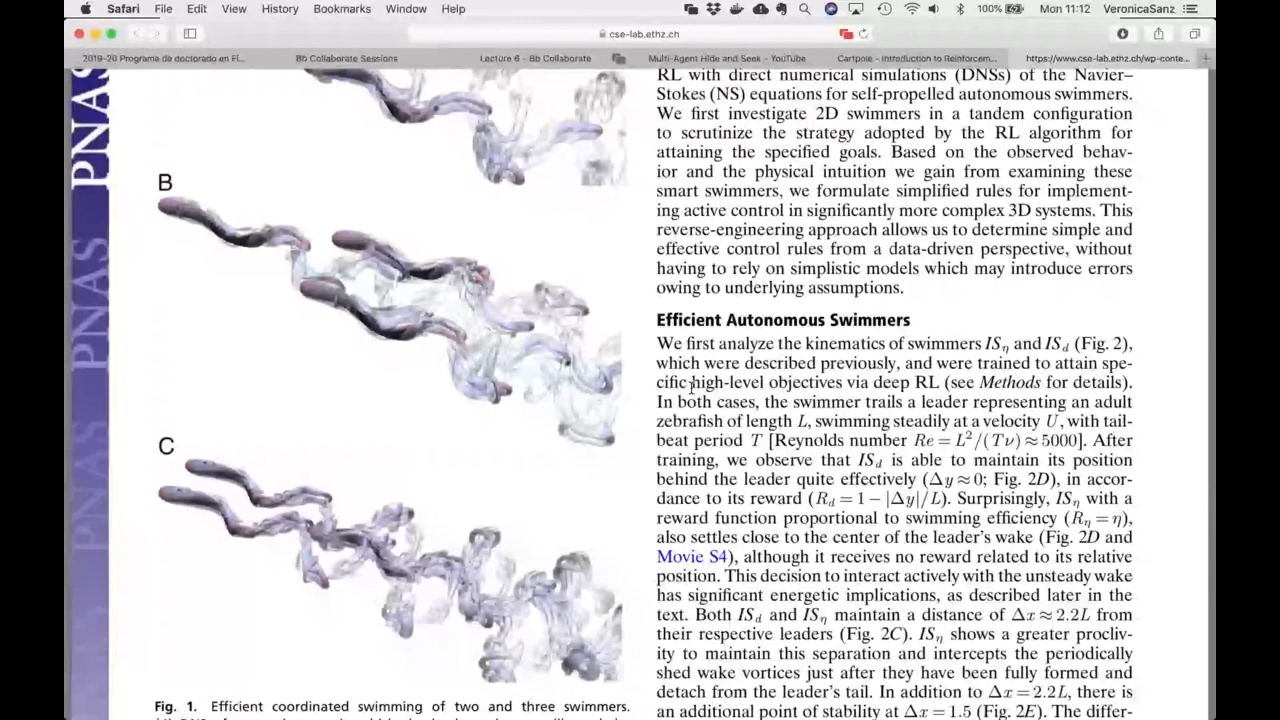 Safari File Edit View History Bookmarks Window Help 100% Mon 11:12 VeronicaSanz
cse-lab.ethz.ch
2019-20 Programa de doctorado en Fí... Bb Collaborate Sessions Lecture 6 - Bb Collaborate Multi-Agent Hide and Seek - YouTube Cartpole - Introduction to Reinforcem... https://www.cse-lab.ethz.ch/wp-conte...
PNAS PNAS PNAS
B
C
Fig. 1. Efficient coordinated swimming of two and three swimmers.
RL with direct numerical simulations (DNSs) of the Navier–
Stokes (NS) equations for self-propelled autonomous swimmers.
We first investigate 2D swimmers in a tandem configuration
to scrutinize the strategy adopted by the RL algorithm for
attaining the specified goals. Based on the observed behav-
ior and the physical intuition we gain from examining these
smart swimmers, we formulate simplified rules for implement-
ing active control in significantly more complex 3D systems. This
reverse-engineering approach allows us to determine simple and
effective control rules from a data-driven perspective, without
having to rely on simplistic models which may introduce errors
owing to underlying assumptions.
Efficient Autonomous Swimmers
We first analyze the kinematics of swimmers IS_η and IS_d (Fig. 2),
which were described previously, and were trained to attain spe-
cific high-level objectives via deep RL (see Methods for details).
In both cases, the swimmer trails a leader representing an adult
zebrafish of length L, swimming steadily at a velocity U, with tail-
beat period T [Reynolds number Re = L²/(Tν) ≈ 5000]. After
training, we observe that IS_d is able to maintain its position
behind the leader quite effectively (Δy ≈ 0; Fig. 2D), in accor-
dance to its reward (R_d = 1 − |Δy|/L). Surprisingly, IS_η with a
reward function proportional to swimming efficiency (R_η = η),
also settles close to the center of the leader's wake (Fig. 2D and
Movie S4), although it receives no reward related to its relative
position. This decision to interact actively with the unsteady wake
has significant energetic implications, as described later in the
text. Both IS_d and IS_η maintain a distance of Δx ≈ 2.2L from
their respective leaders (Fig. 2C). IS_η shows a greater procliv-
ity to maintain this separation and intercepts the periodically
shed wake vortices just after they have been fully formed and
detach from the leader's tail. In addition to Δx = 2.2L, there is
an additional point of stability at Δx = 1.5 (Fig. 2E). The differ-